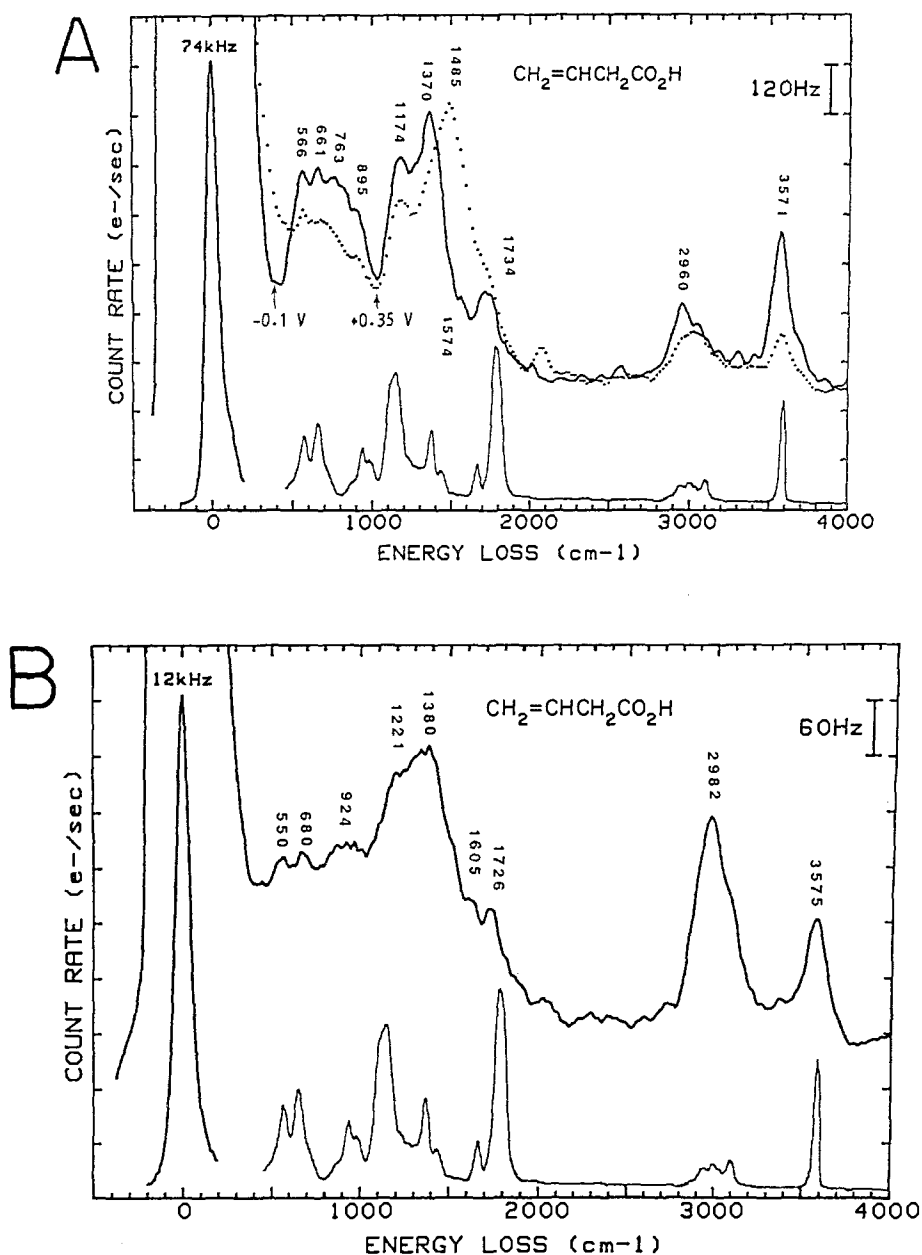 A
74kHz
CH2=CHCH2CO2H
120Hz
566
661
763
895
1174
1370
1485
1574
1734
2960
3571
-0.1 V
+0.35 V
COUNT RATE (e-/sec)
0
1000
2000
3000
4000
ENERGY LOSS (cm-1)
B
12kHz
CH2=CHCH2CO2H
60Hz
550
680
924
1221
1380
1605
1726
2982
3575
COUNT RATE (e-/sec)
0
1000
2000
3000
4000
ENERGY LOSS (cm-1)